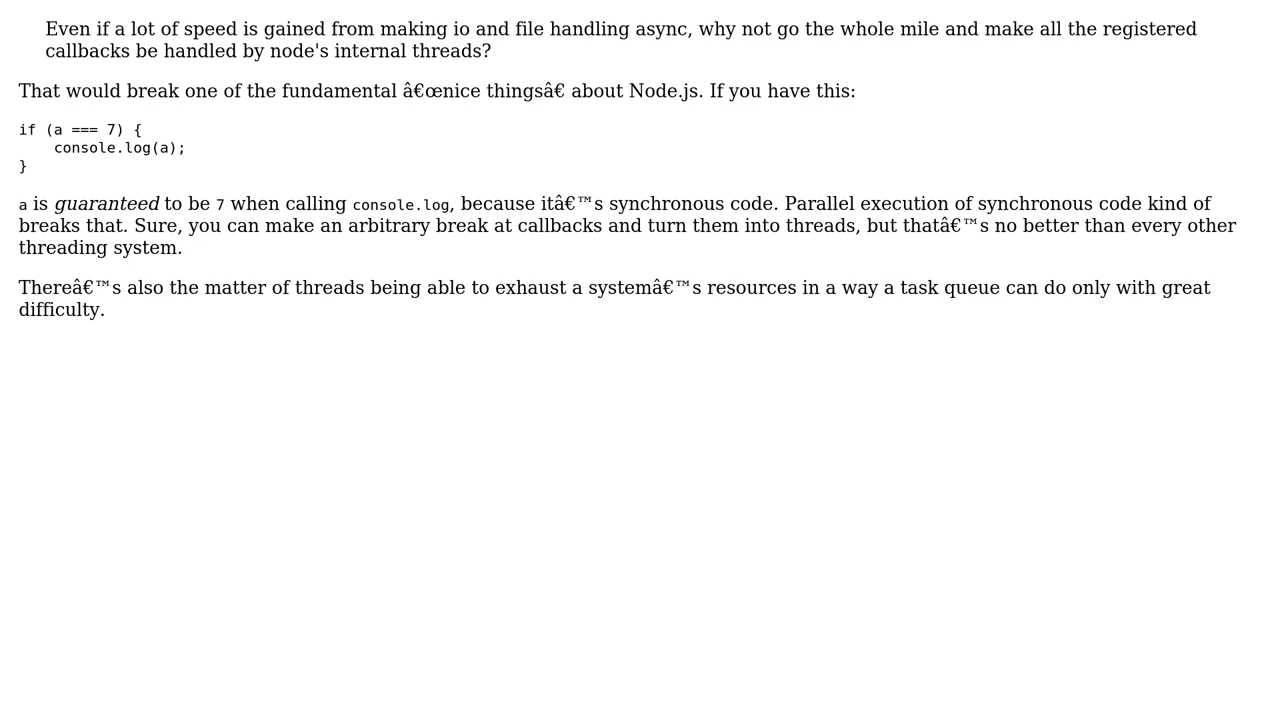 Even if a lot of speed is gained from making io and file handling async, why not go the whole mile and make all the registered
callbacks be handled by node's internal threads?
That would break one of the fundamental â€œnice thingsâ€ about Node.js. If you have this:
if (a === 7) {
    console.log(a);
}
a is guaranteed to be 7 when calling console.log, because itâ€™s synchronous code. Parallel execution of synchronous code kind of
breaks that. Sure, you can make an arbitrary break at callbacks and turn them into threads, but thatâ€™s no better than every other
threading system.
Thereâ€™s also the matter of threads being able to exhaust a systemâ€™s resources in a way a task queue can do only with great
difficulty.